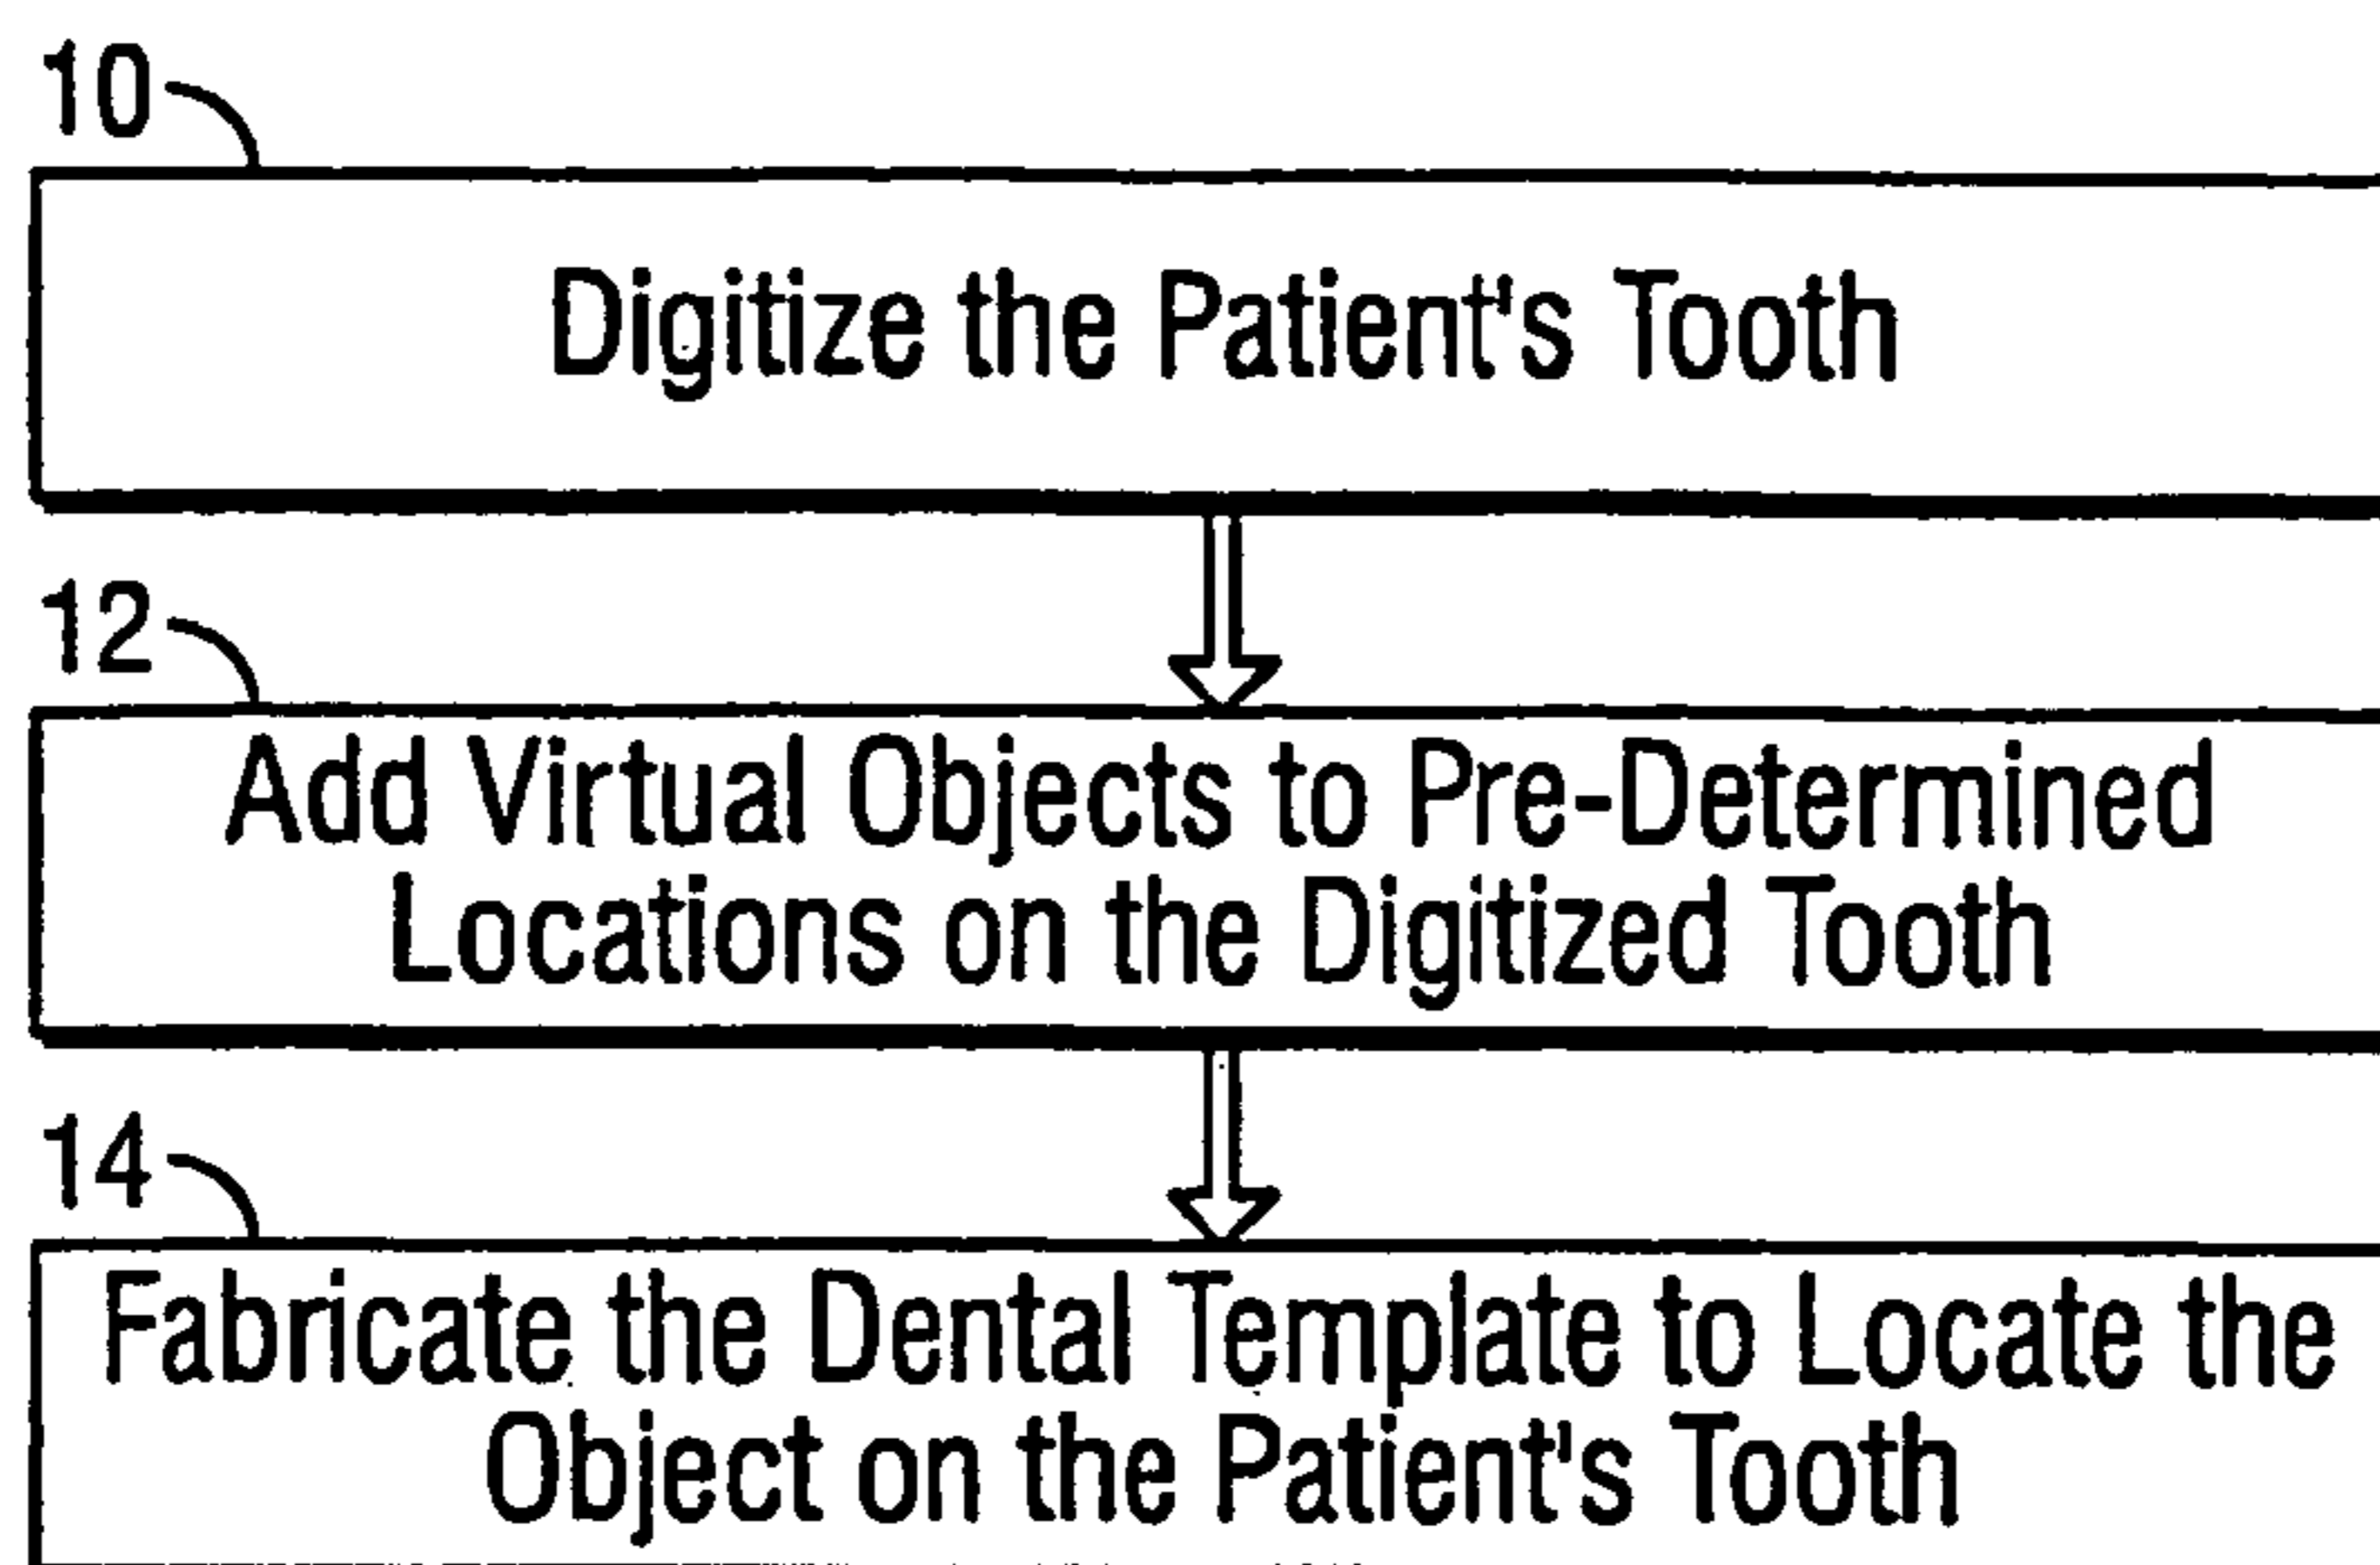 10
Digitize the Patient's Tooth
12
Add Virtual Objects to Pre-Determined
Locations on the Digitized Tooth
14
Fabricate the Dental Template to Locate the
Object on the Patient's Tooth